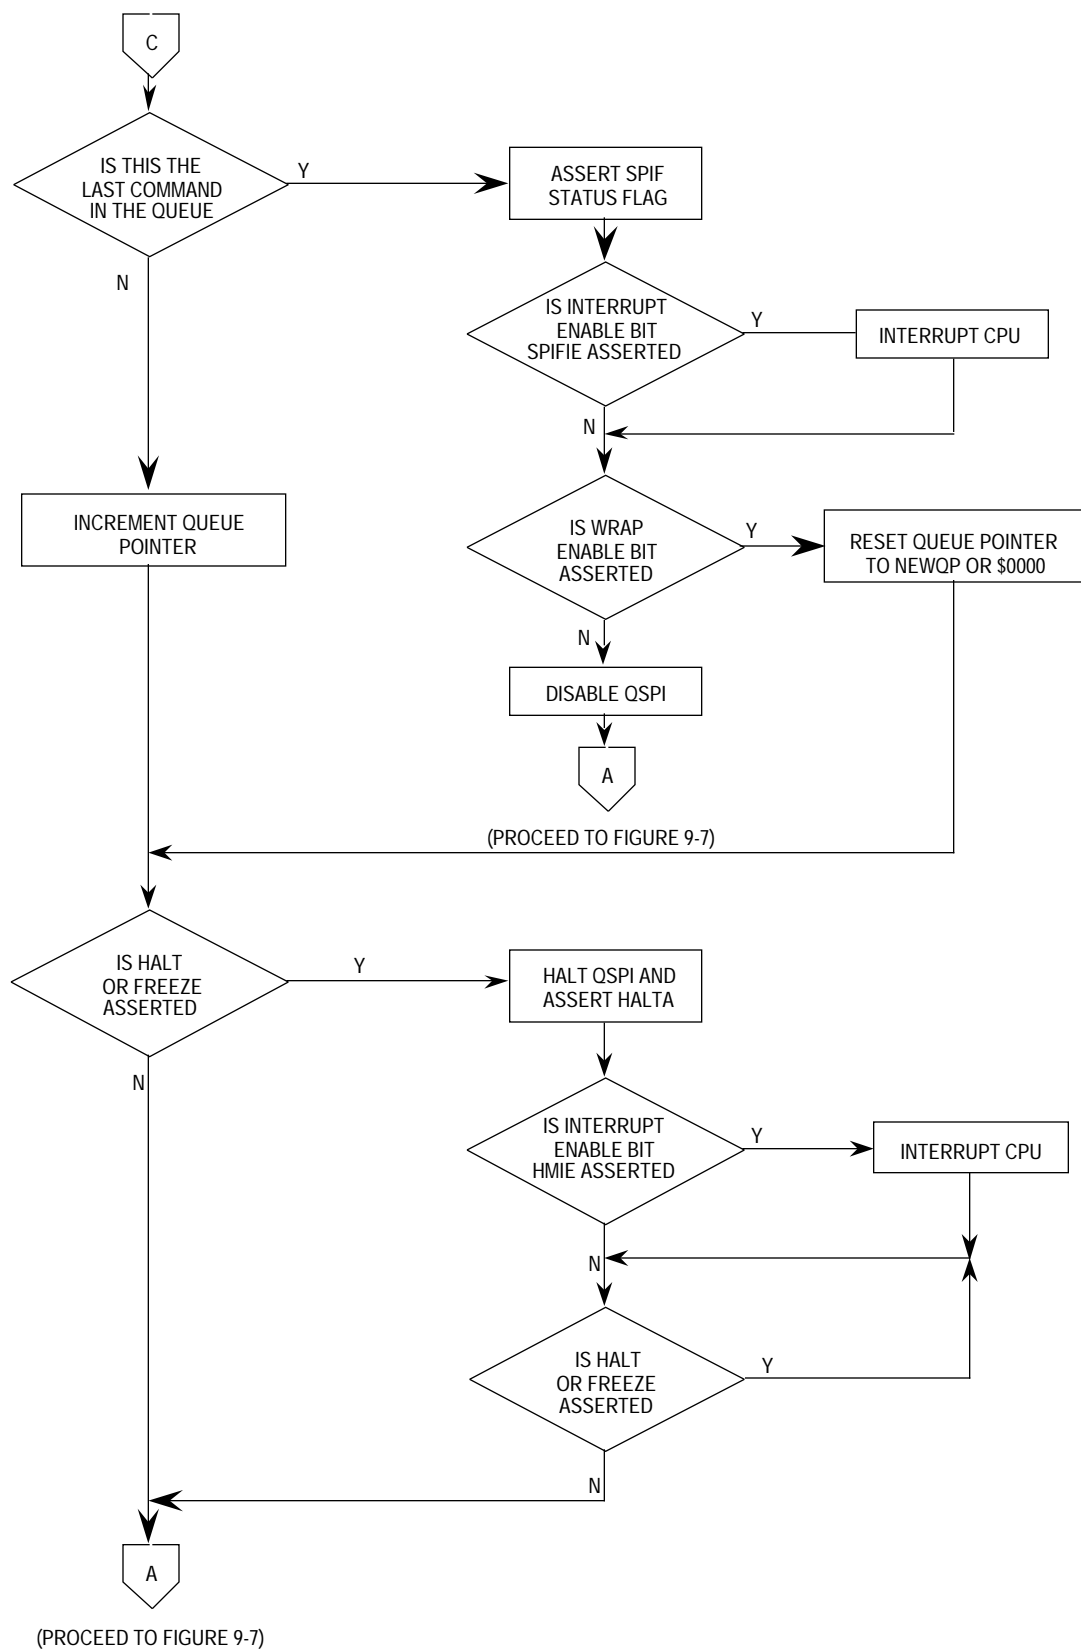 C
IS THIS THE
LAST COMMAND
IN THE QUEUE
Y
ASSERT SPIF
STATUS FLAG
N
IS INTERRUPT
ENABLE BIT
SPIFIE ASSERTED
Y
INTERRUPT CPU
N
INCREMENT QUEUE
POINTER
IS WRAP
ENABLE BIT
ASSERTED
Y
RESET QUEUE POINTER
TO NEWQP OR $0000
N
DISABLE QSPI
A
(PROCEED TO FIGURE 9-7)
IS HALT
OR FREEZE
ASSERTED
Y
HALT QSPI AND
ASSERT HALTA
N
IS INTERRUPT
ENABLE BIT
HMIE ASSERTED
Y
INTERRUPT CPU
N
IS HALT
OR FREEZE
ASSERTED
Y
N
A
(PROCEED TO FIGURE 9-7)